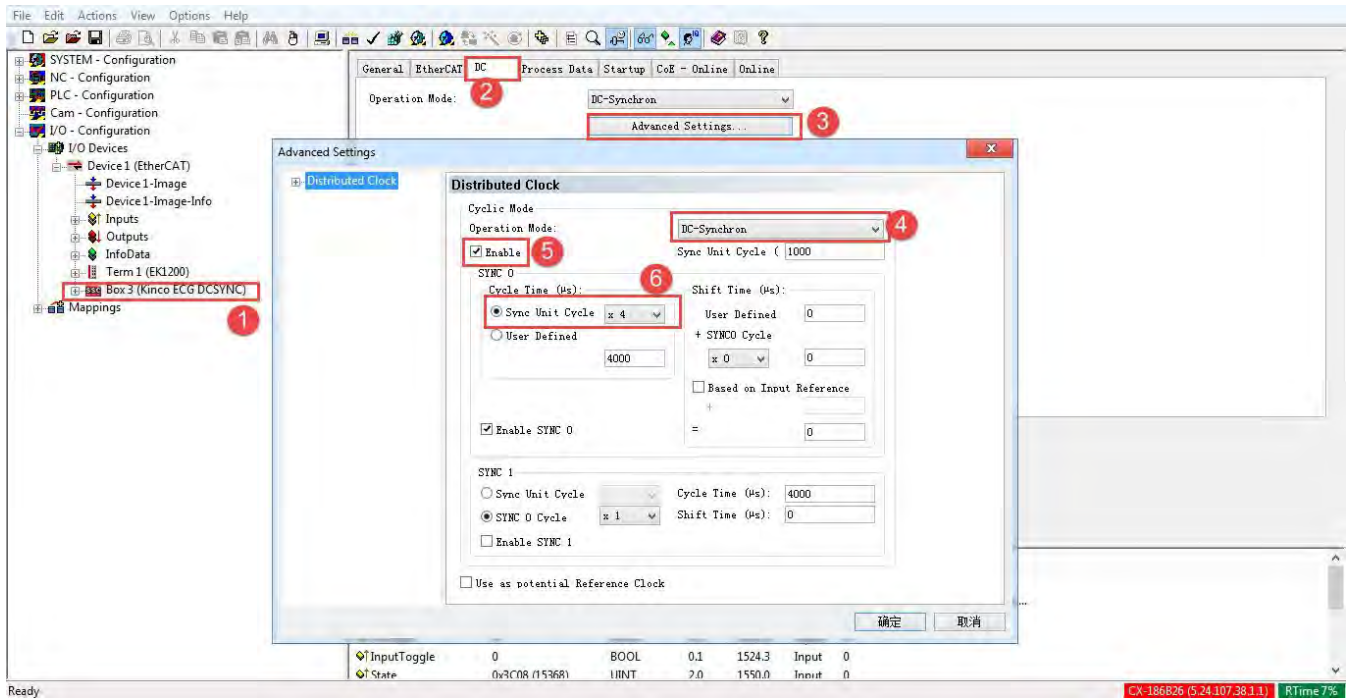 File Edit Actions View Options Help
SYSTEM - Configuration
NC - Configuration
PLC - Configuration
Cam - Configuration
I/O - Configuration
I/O Devices
Device 1 (EtherCAT)
Device 1-Image
Device 1-Image-Info
Inputs
Outputs
InfoData
Term 1 (EK1200)
Box 3 (Kinco ECG DCSYNC)
Mappings
1
General EtherCAT DC Process Data Startup CoE - Online Online
2
Operation Mode: DC-Synchron
Advanced Settings...
3
Advanced Settings
Distributed Clock
Distributed Clock
Cyclic Mode
Operation Mode: DC-Synchron
4
Enable 5 Sync Unit Cycle ( 1000
SYNC 0
6
Cycle Time (µs): Shift Time (µs):
Sync Unit Cycle x 4 User Defined 0
User Defined + SYNC0 Cycle
4000 x 0 0
Based on Input Reference
+
Enable SYNC 0 = 0
SYNC 1
Sync Unit Cycle Cycle Time (µs): 4000
SYNC 0 Cycle x 1 Shift Time (µs): 0
Enable SYNC 1
Use as potential Reference Clock
...
确定 取消
InputToggle 0 BOOL 0.1 1524.3 Input 0
State 0x3C08 (15368) UINT 2.0 1550.0 Input 0
Ready CX-186B26 (5.24.107.38.1.1) RTime 7%